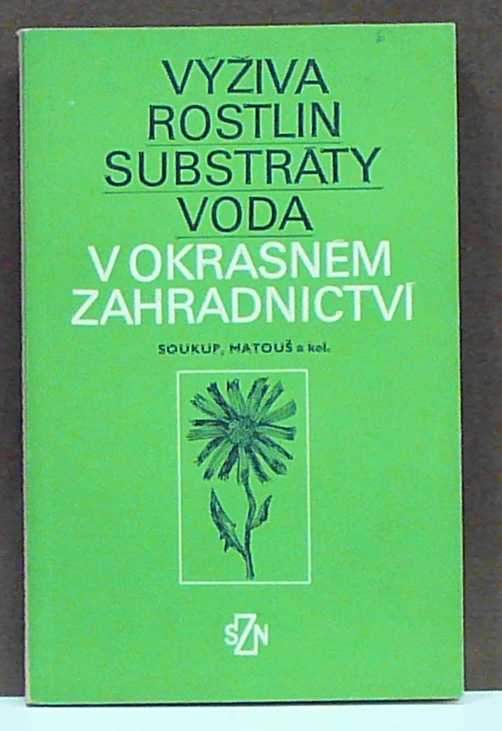 VÝŽIVA
ROSTLIN
SUBSTRÁTY
VODA
V OKRASNÉM
ZAHRADNICTVÍ
SOUKUP, MATOUŠ a kol.
SZN